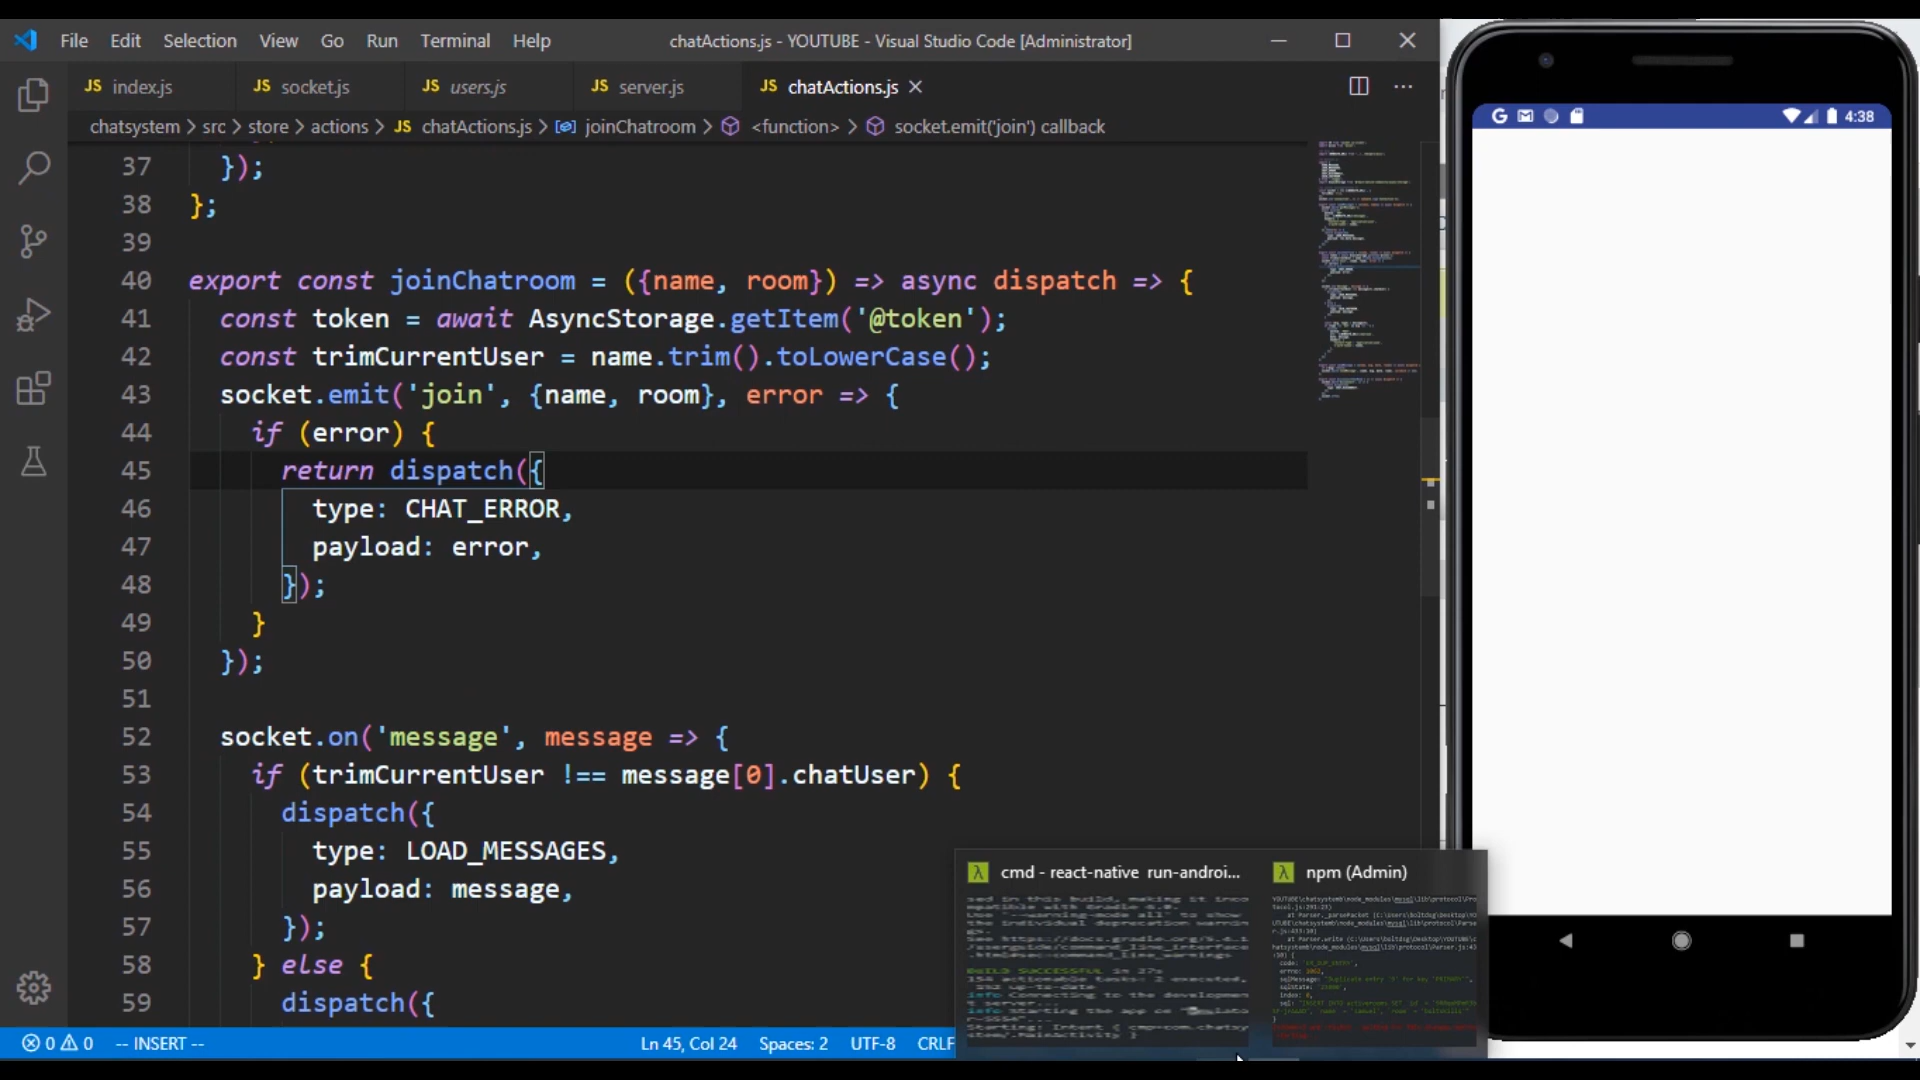 File Edit Selection View Go Run Terminal Help
chatActions.js - YOUTUBE - Visual Studio Code [Administrator]
JS index.js
JS socket.js
JS users.js
JS server.js
JS chatActions.js
chatsystem > src > store > actions > JS chatActions.js > joinChatroom > <function> > socket.emit('join') callback
37 });
38 };
39
40 export const joinChatroom = ({name, room}) => async dispatch => {
41 const token = await AsyncStorage.getItem('@token');
42 const trimCurrentUser = name.trim().toLowerCase();
43 socket.emit('join', {name, room}, error => {
44 if (error) {
45 return dispatch({
46 type: CHAT_ERROR,
47 payload: error,
48 });
49 }
50 });
51
52 socket.on('message', message => {
53 if (trimCurrentUser !== message[0].chatUser) {
54 dispatch({
55 type: LOAD_MESSAGES,
56 payload: message,
57 });
58 } else {
59 dispatch({
0 0 -- INSERT -- Ln 45, Col 24 Spaces: 2 UTF-8 CRLF
cmd - react-native run-androi...
npm (Admin)
BUILD SUCCESSFUL in 27s
G 4:38